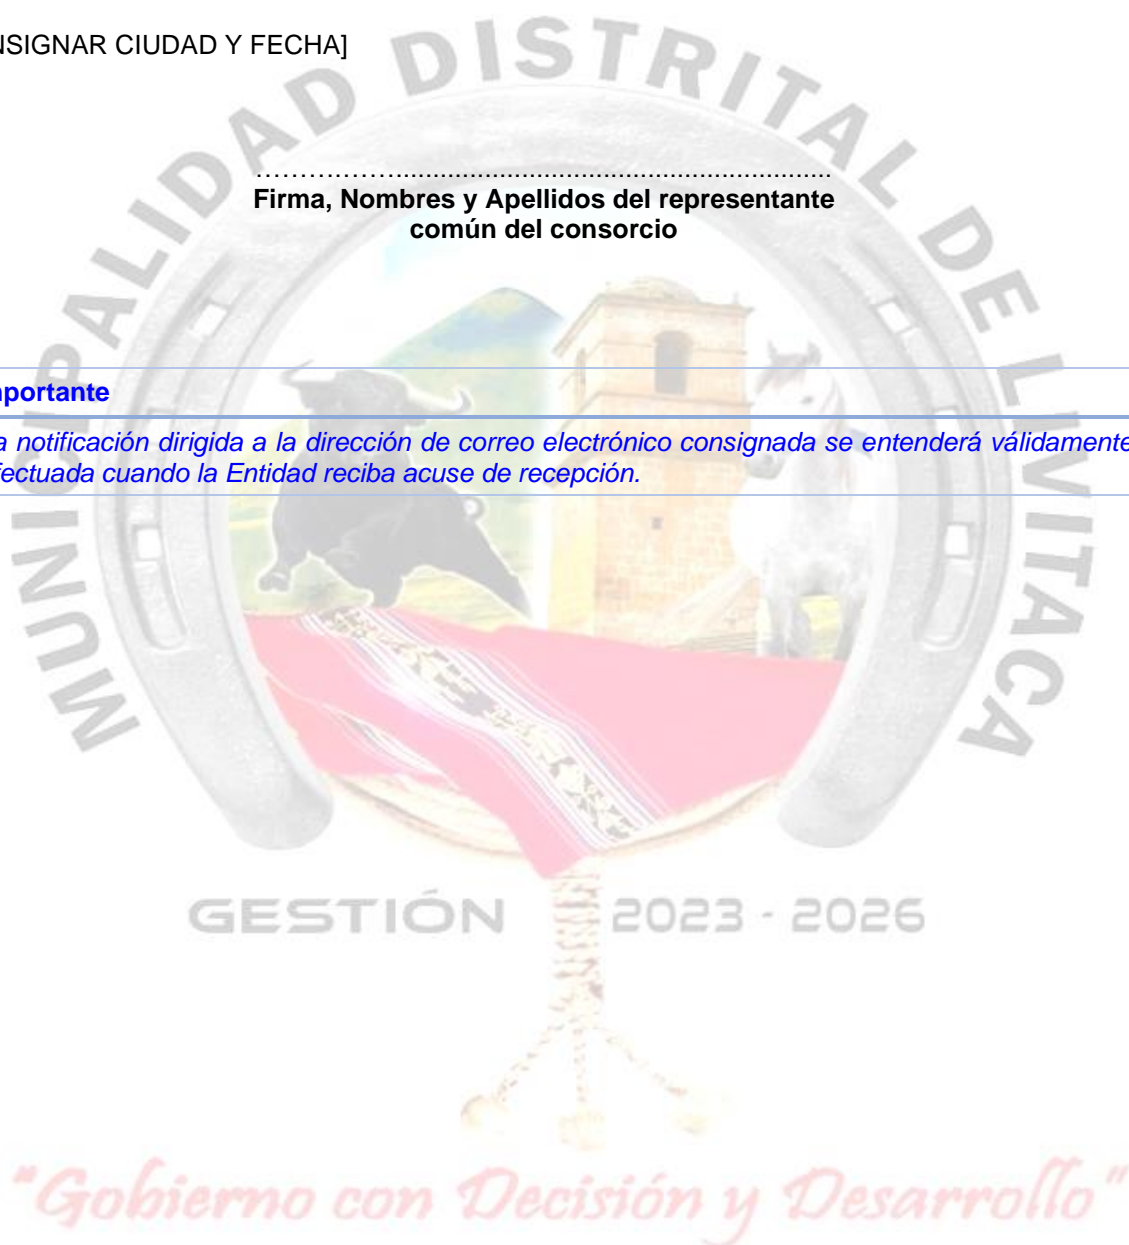 NSIGNAR CIUDAD Y FECHA]
MUNICIPALIDAD DISTRITAL DE LIVITACA
……….…….............................................................
Firma, Nombres y Apellidos del representante
común del consorcio
mportante
a notificación dirigida a la dirección de correo electrónico consignada se entenderá válidamente
fectuada cuando la Entidad reciba acuse de recepción.
GESTIÓN 2023 - 2026
"Gobierno con Decisión y Desarrollo"